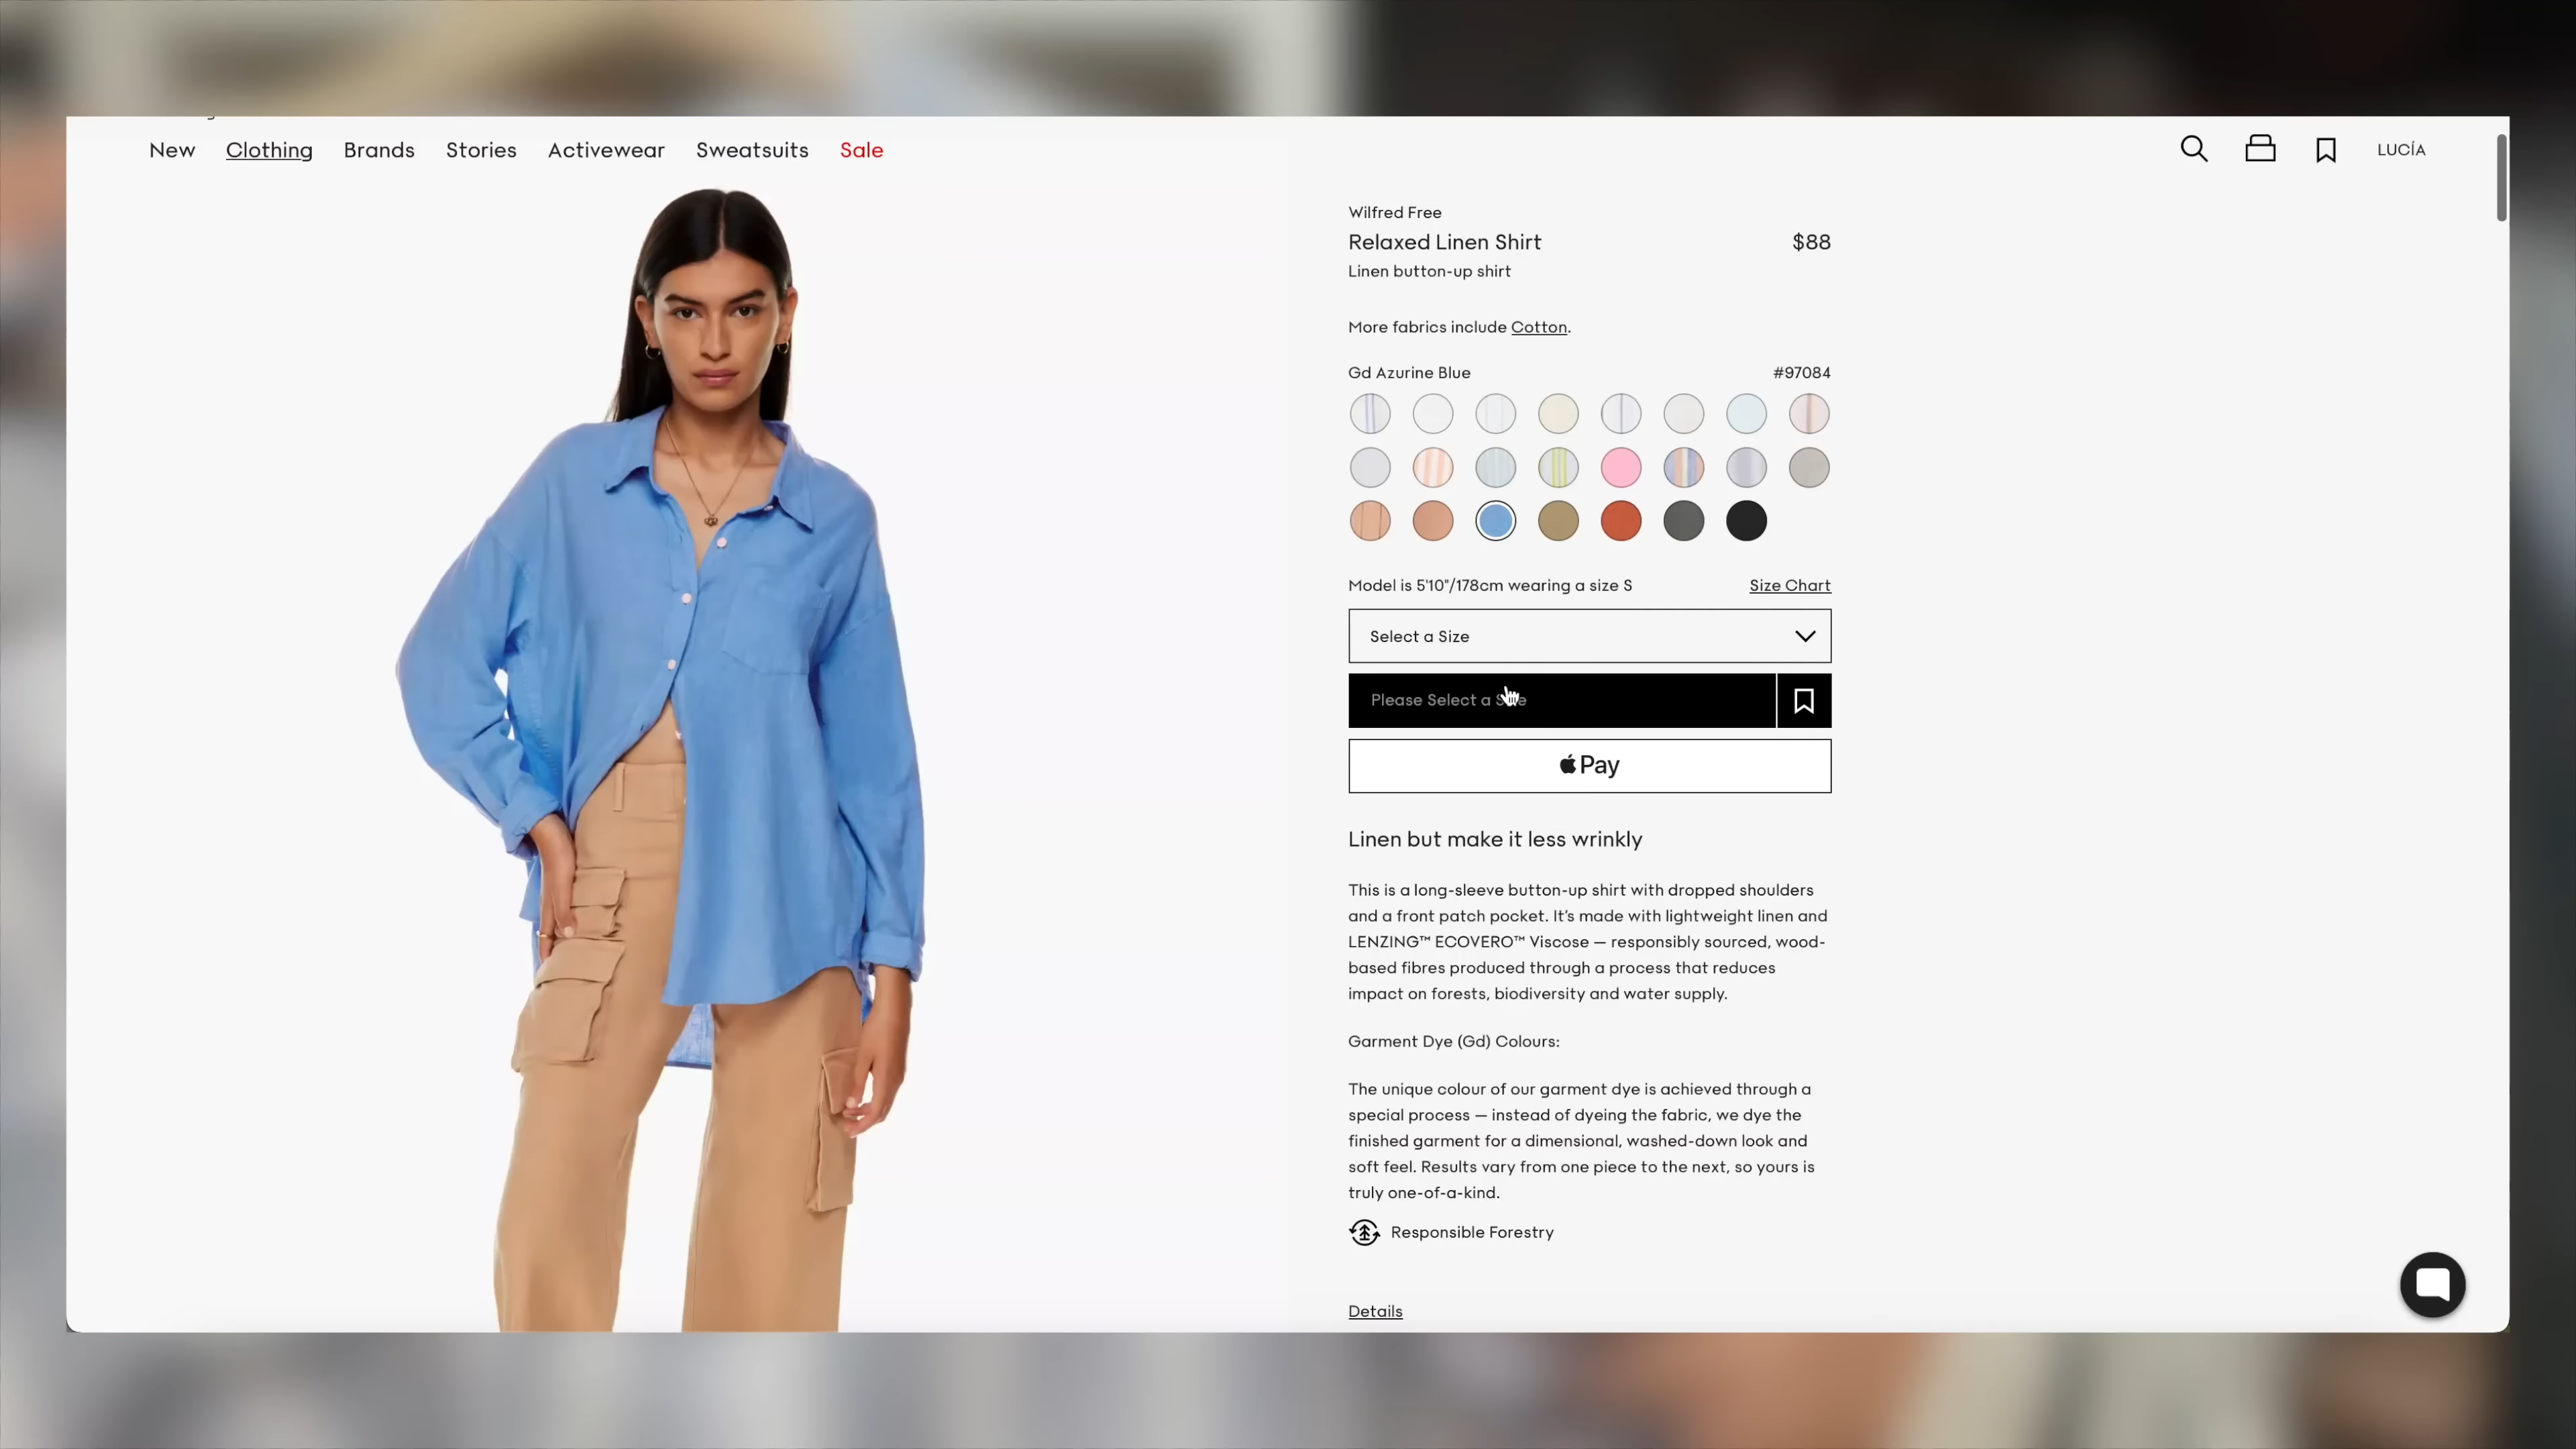 New Clothing Brands Stories Activewear Sweatsuits Sale
LUCÍA
Wilfred Free
Relaxed Linen Shirt $88
Linen button-up shirt
More fabrics include Cotton.
Gd Azurine Blue #97084
Model is 5'10"/178cm wearing a size S Size Chart
Select a Size
Please Select a S e
Pay
Linen but make it less wrinkly
This is a long-sleeve button-up shirt with dropped shoulders
and a front patch pocket. It's made with lightweight linen and
LENZING™ ECOVERO™ Viscose — responsibly sourced, wood-
based fibres produced through a process that reduces
impact on forests, biodiversity and water supply.
Garment Dye (Gd) Colours:
The unique colour of our garment dye is achieved through a
special process — instead of dyeing the fabric, we dye the
finished garment for a dimensional, washed-down look and
soft feel. Results vary from one piece to the next, so yours is
truly one-of-a-kind.
Responsible Forestry
Details